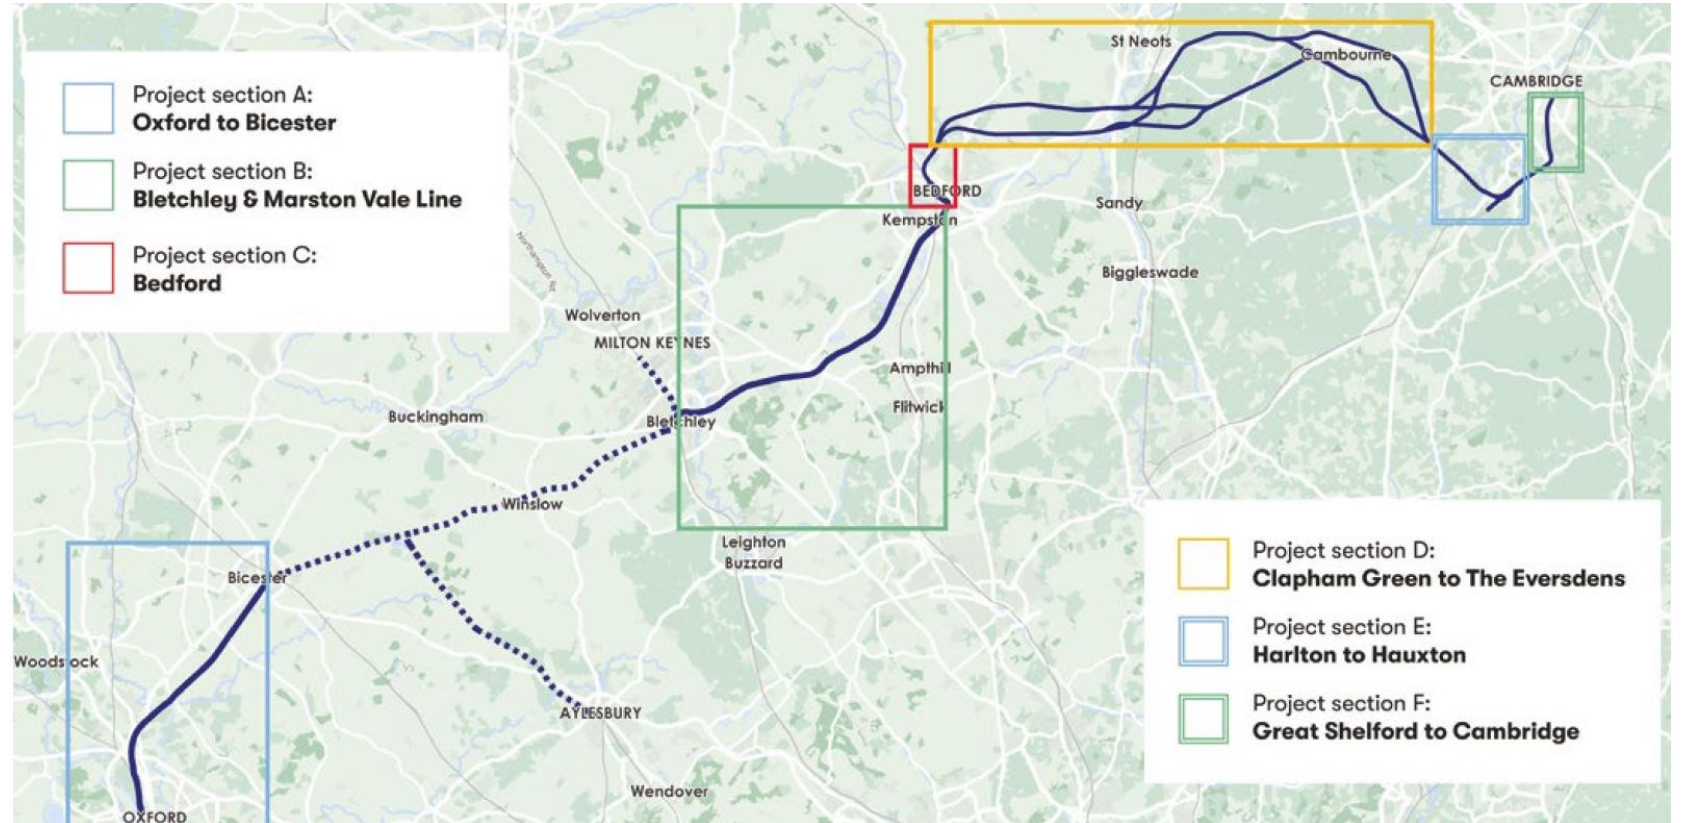 Project section A:
Oxford to Bicester
Project section B:
Bletchley & Marston Vale Line
Project section C:
Bedford
St Neots
Cambourne
CAMBRIDGE
BEDFORD
Kempston
Sandy
Biggleswade
Northampton Rd
Wolverton
MILTON KEYNES
Ampthill
Flitwick
Buckingham
Bletchley
Winslow
Leighton
Buzzard
Bicester
Woodstock
AYLESBURY
Wendover
OXFORD
Project section D:
Clapham Green to The Eversdens
Project section E:
Harlton to Hauxton
Project section F:
Great Shelford to Cambridge